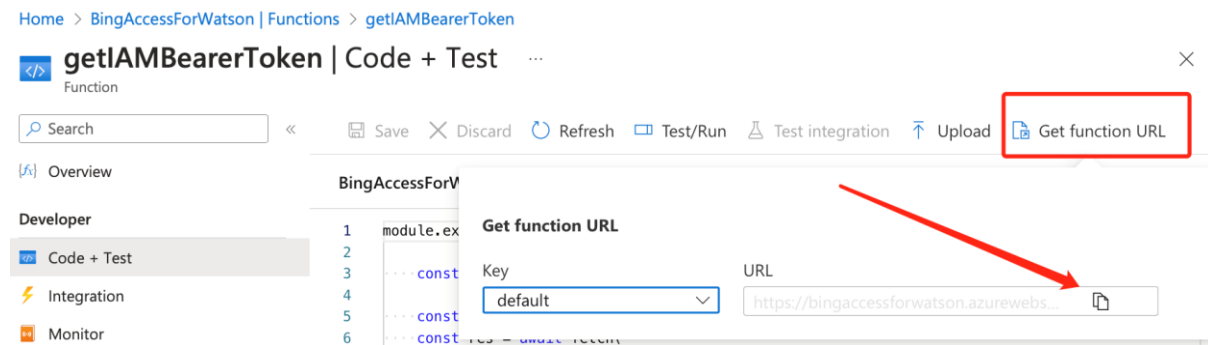 Home > BingAccessForWatson | Functions > getIAMBearerToken
getIAMBearerToken | Code + Test ...
Function
Search «
Save Discard Refresh Test/Run Test integration Upload Get function URL
Overview
BingAccessForW
Developer
Code + Test
Integration
Monitor
1 module.ex
2
3 ····const
4
5 ····const
6 ····const res = await fetch(
Get function URL
Key
default
URL
https://bingaccessforwatson.azurewebs...